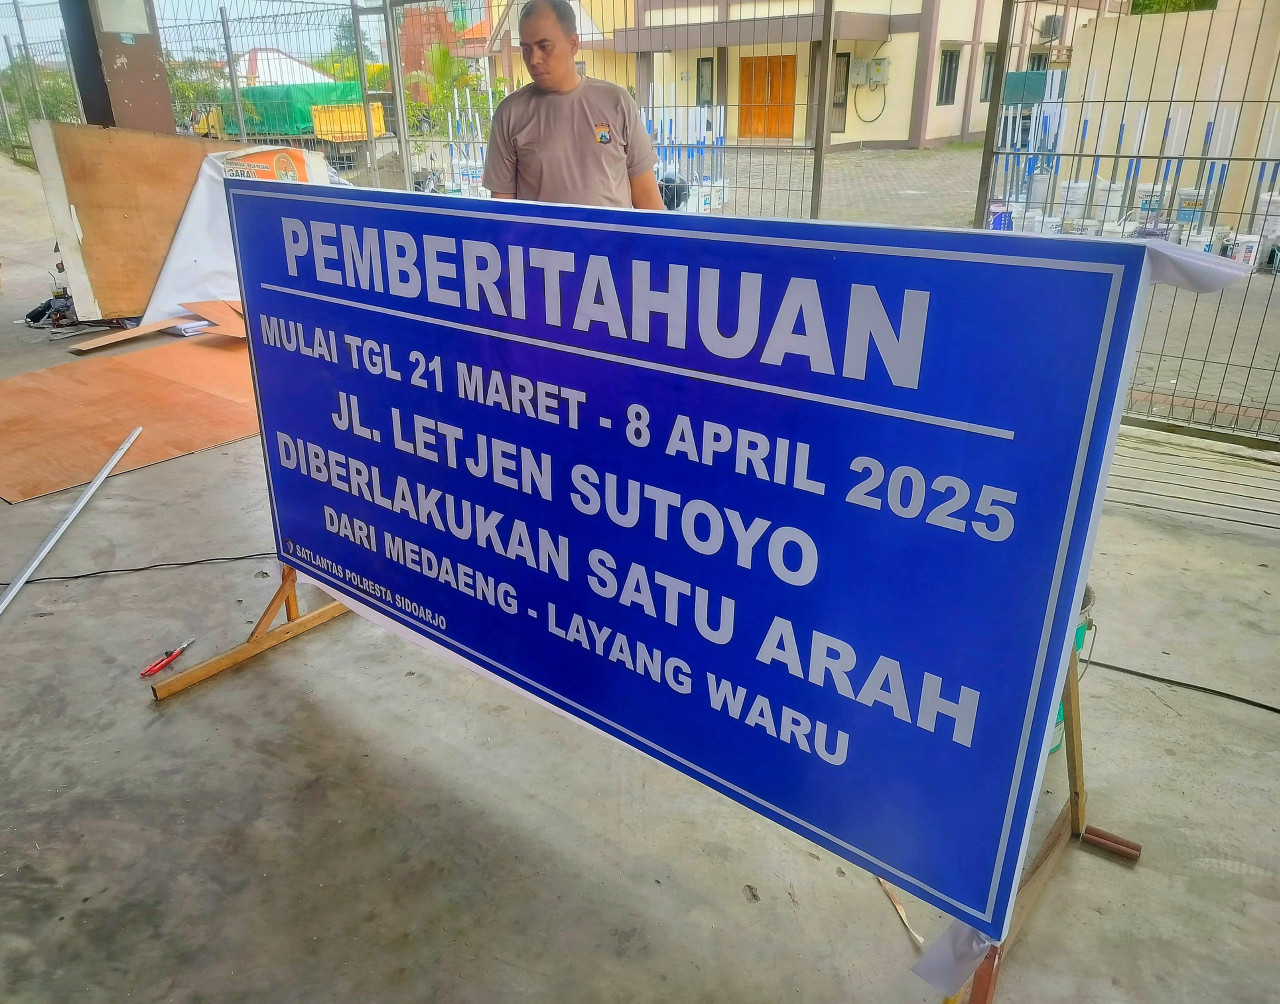 PEMBERITAHUAN
MULAI TGL 21 MARET - 8 APRIL 2025
JL. LETJEN SUTOYO
DIBERLAKUKAN SATU ARAH
DARI MEDAENG - LAYANG WARU
SATLANTAS POLRESTA SIDOARJO